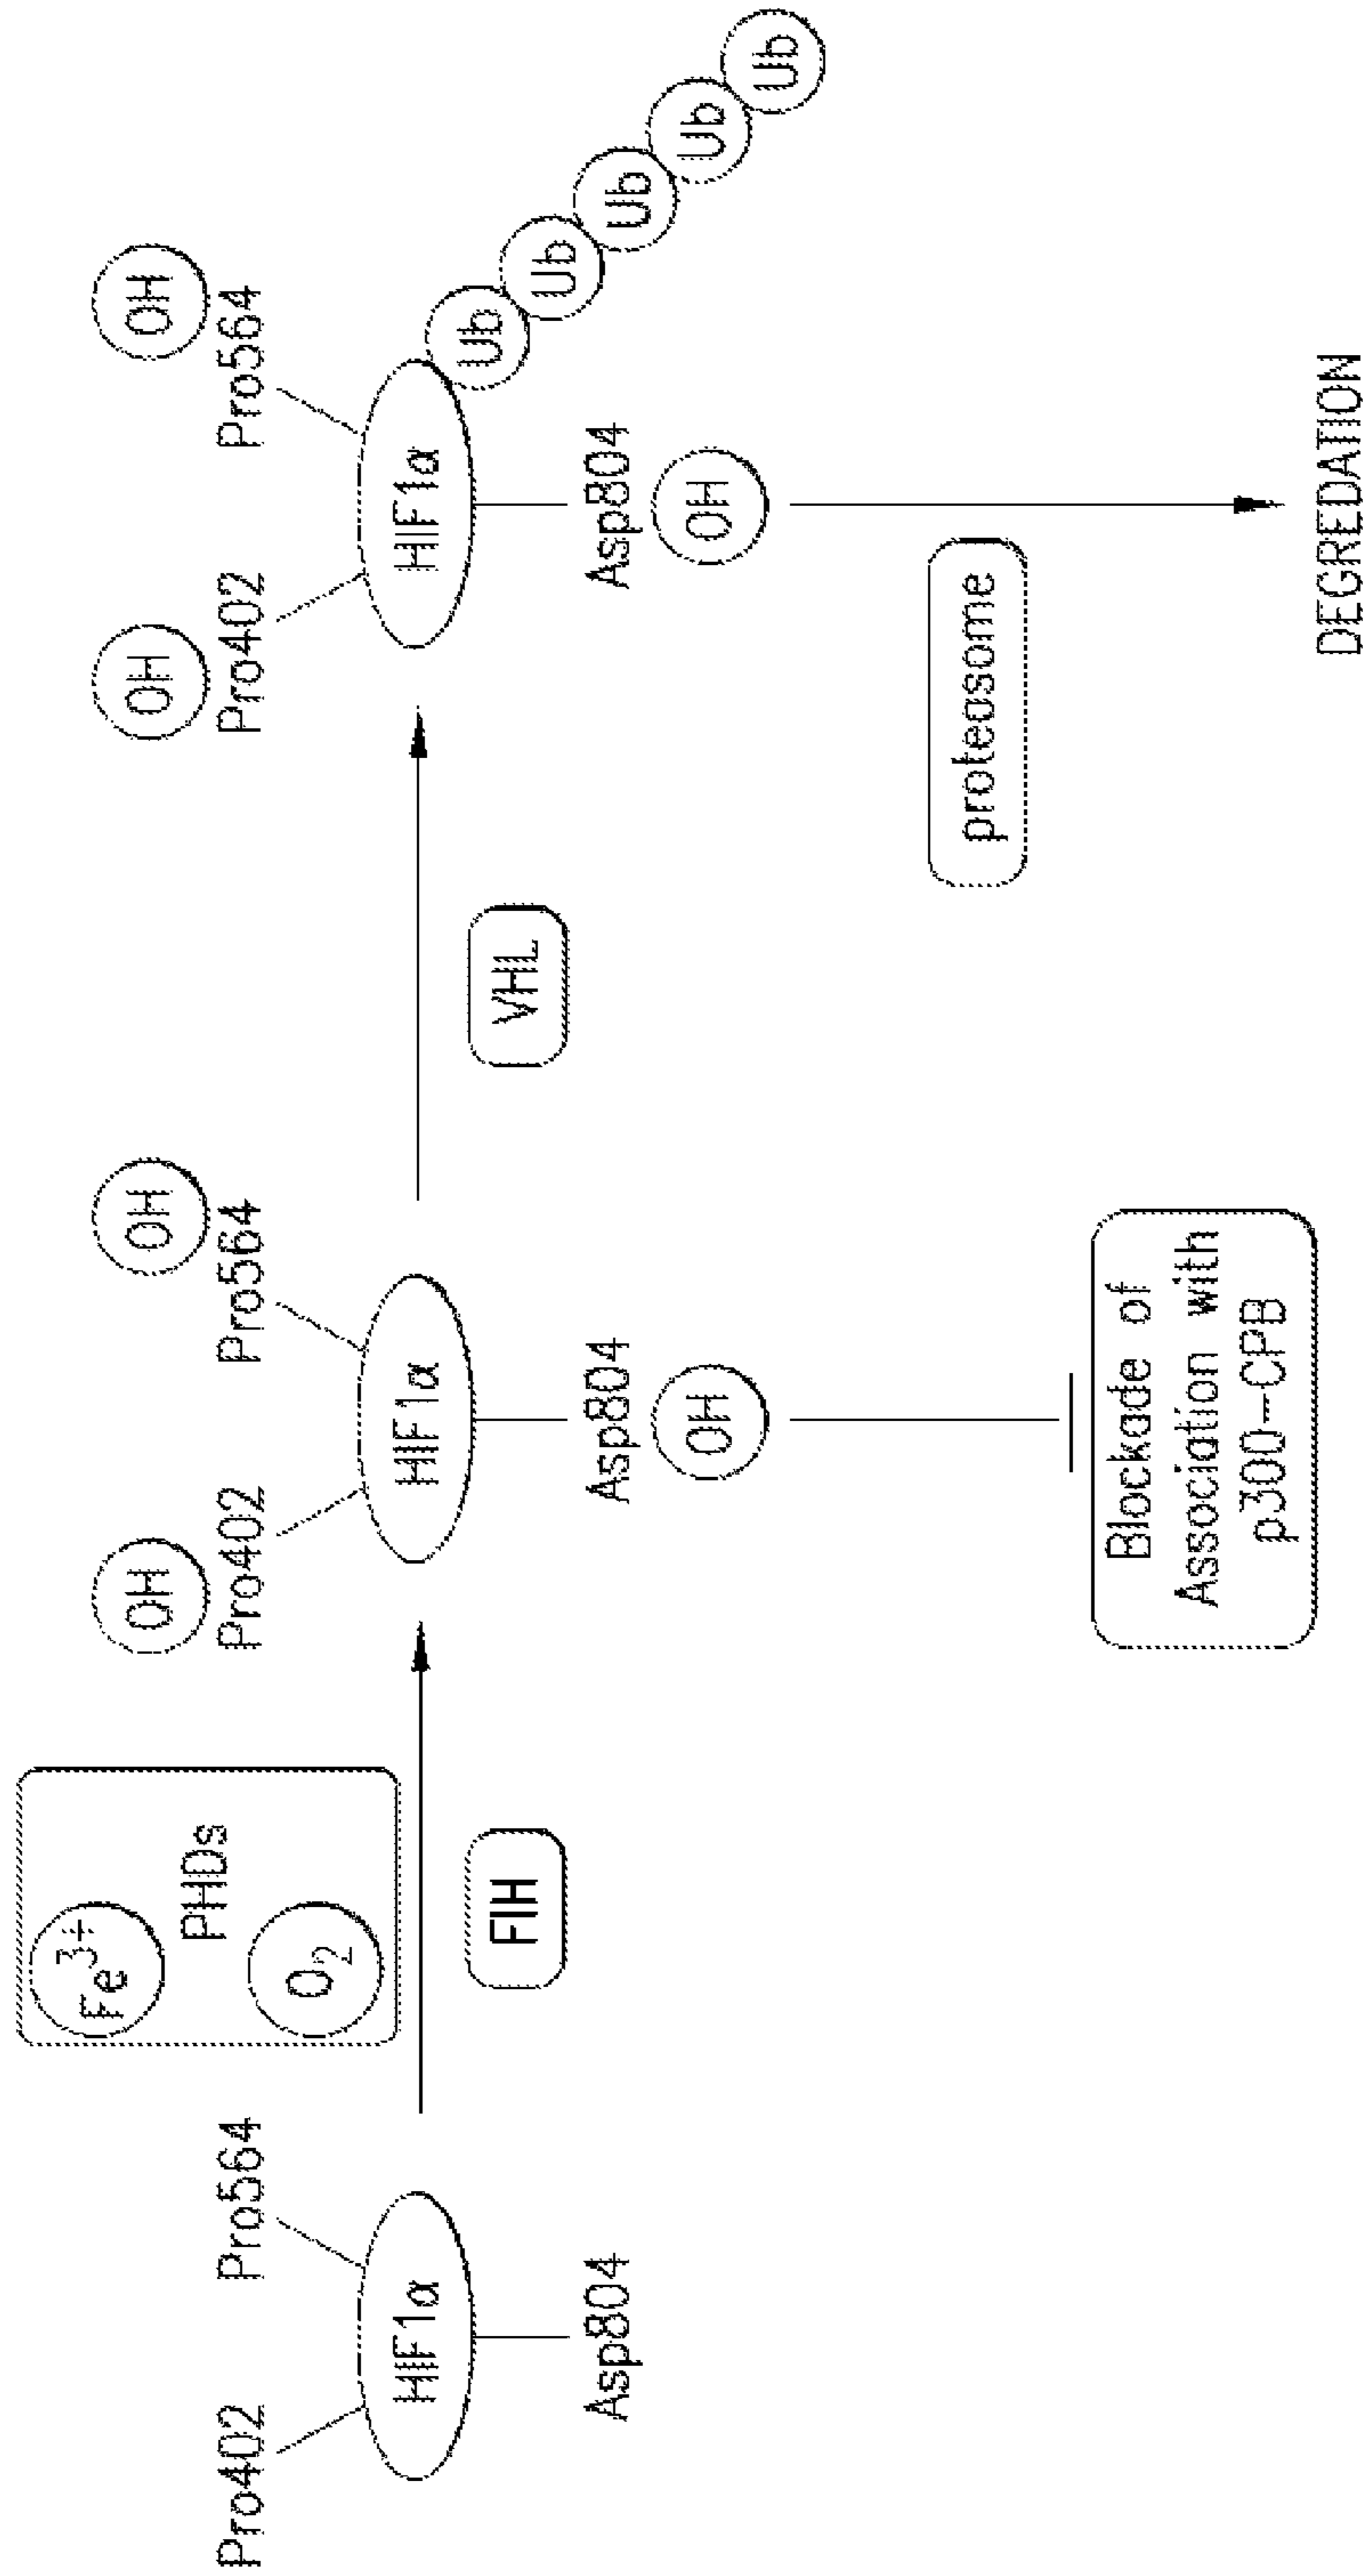 Pro402
Pro564
HIF1α
Asp804
Fe³⁺
PHDs
O₂
FIH
OH
OH
Pro402
Pro564
HIF1α
Asp804
OH
Blockade of
Association with
p300-CPB
VHL
OH
OH
Pro402
Pro564
HIF1α
Ub
Ub
Ub
Ub
Ub
Asp804
OH
proteosome
DEGREDATION